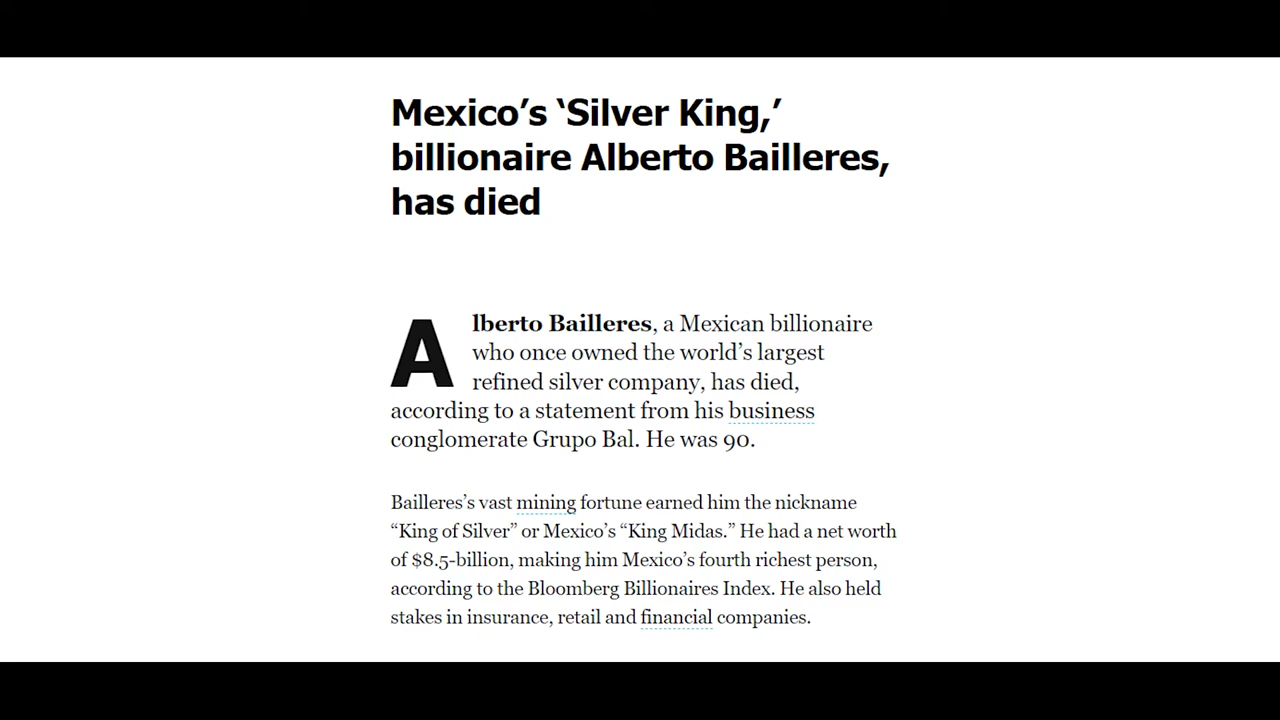 Mexico’s ‘Silver King,’
billionaire Alberto Bailleres,
has died
Alberto Bailleres, a Mexican billionaire
who once owned the world’s largest
refined silver company, has died,
according to a statement from his business
conglomerate Grupo Bal. He was 90.
Bailleres’s vast mining fortune earned him the nickname
“King of Silver” or Mexico’s “King Midas.” He had a net worth
of $8.5-billion, making him Mexico’s fourth richest person,
according to the Bloomberg Billionaires Index. He also held
stakes in insurance, retail and financial companies.